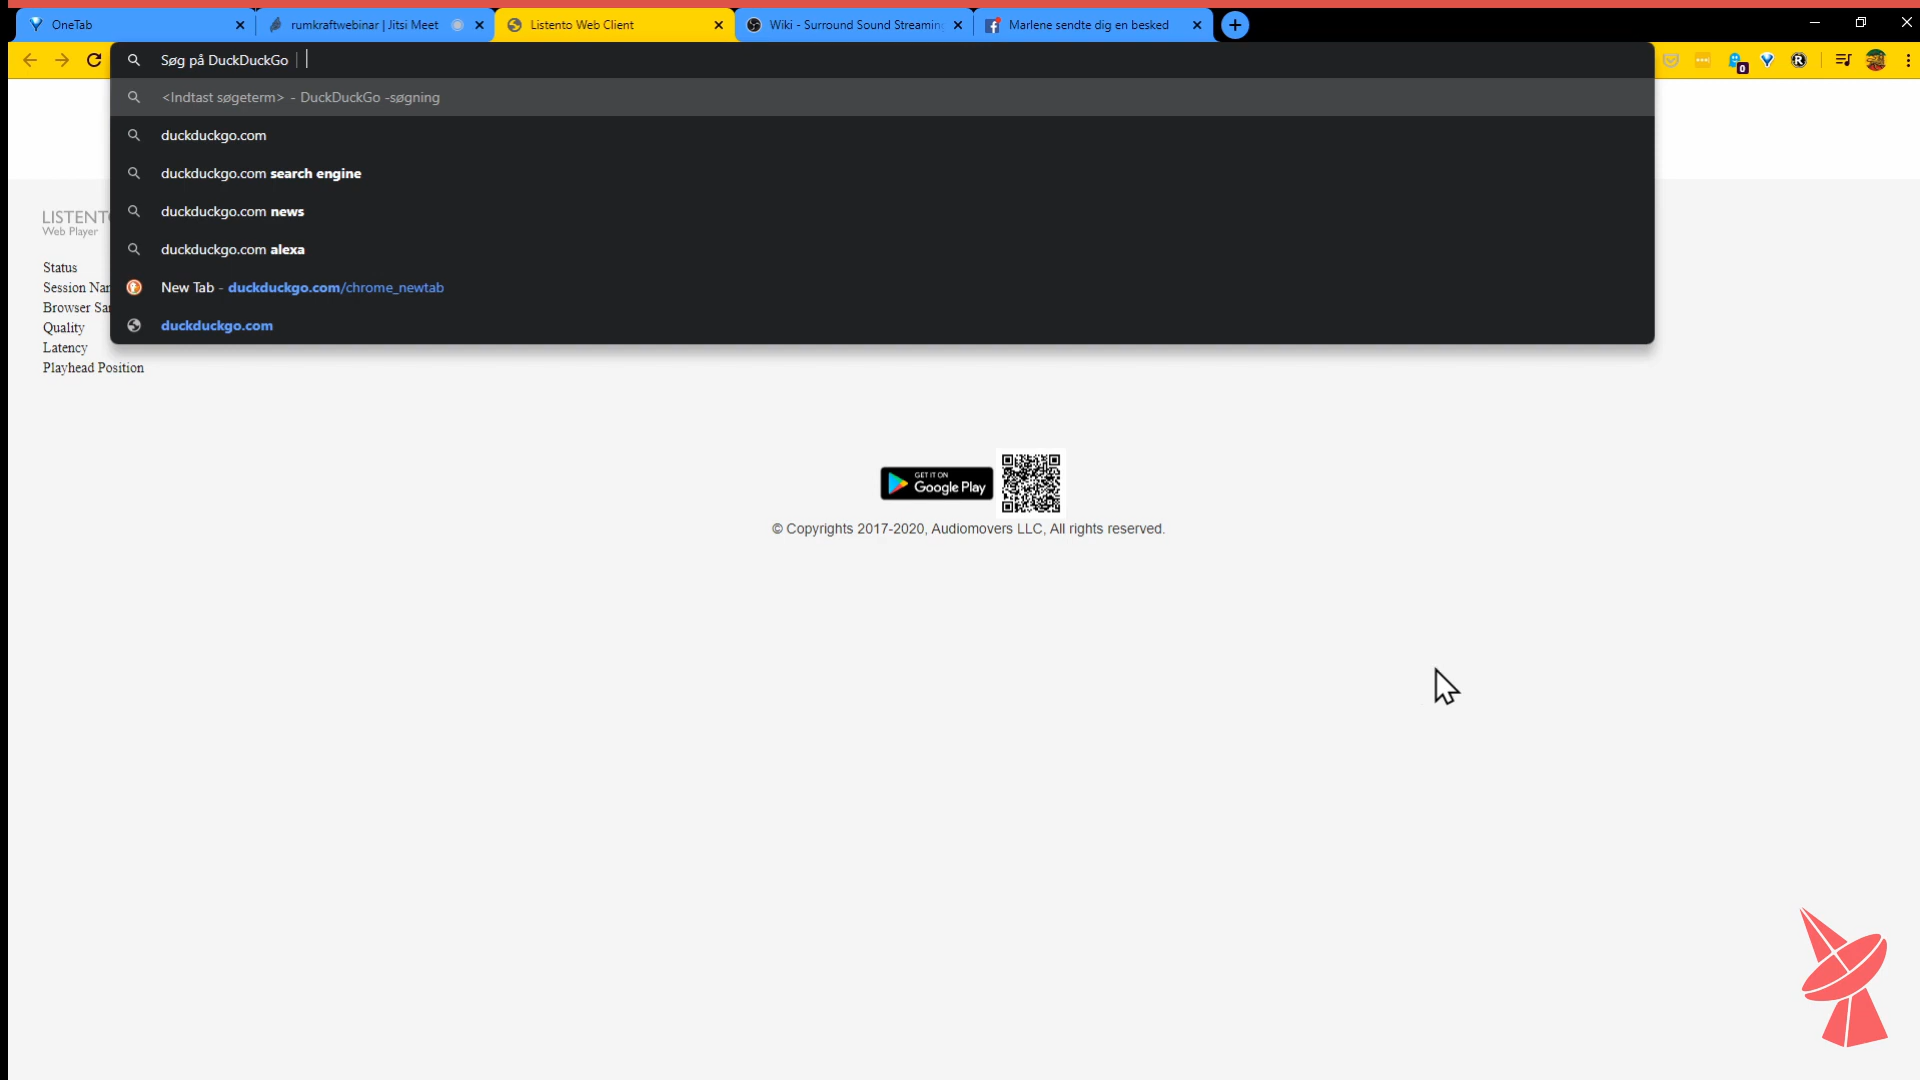 OneTab
rumkraftwebinar | Jitsi Meet
Listento Web Client
Wiki - Surround Sound Streaming
Marlene sendte dig en besked
Søg på DuckDuckGo
0
R
<Indtast søgeterm> - DuckDuckGo -søgning
duckduckgo.com
duckduckgo.com search engine
duckduckgo.com news
duckduckgo.com alexa
New Tab - duckduckgo.com/chrome_newtab
duckduckgo.com
LISTENT
Web Player
Status
Session Nar
Browser Sar
Quality
Latency
Playhead Position
GET IT ON
Google Play
© Copyrights 2017-2020, Audiomovers LLC, All rights reserved.